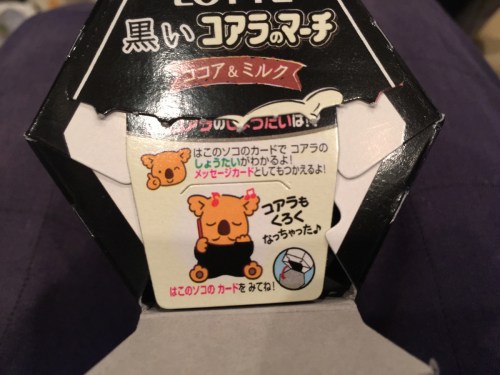 LOTTE
黒い コアラのマーチ
ココア&ミルク
コアラのしょうたいは!
はこのソコのカードで コアラの
しょうたいがわかるよ!
メッセージカードとしてもつかえるよ!
コアラも
くろく
なっちゃった♪
はこのソコの カードを みてね!